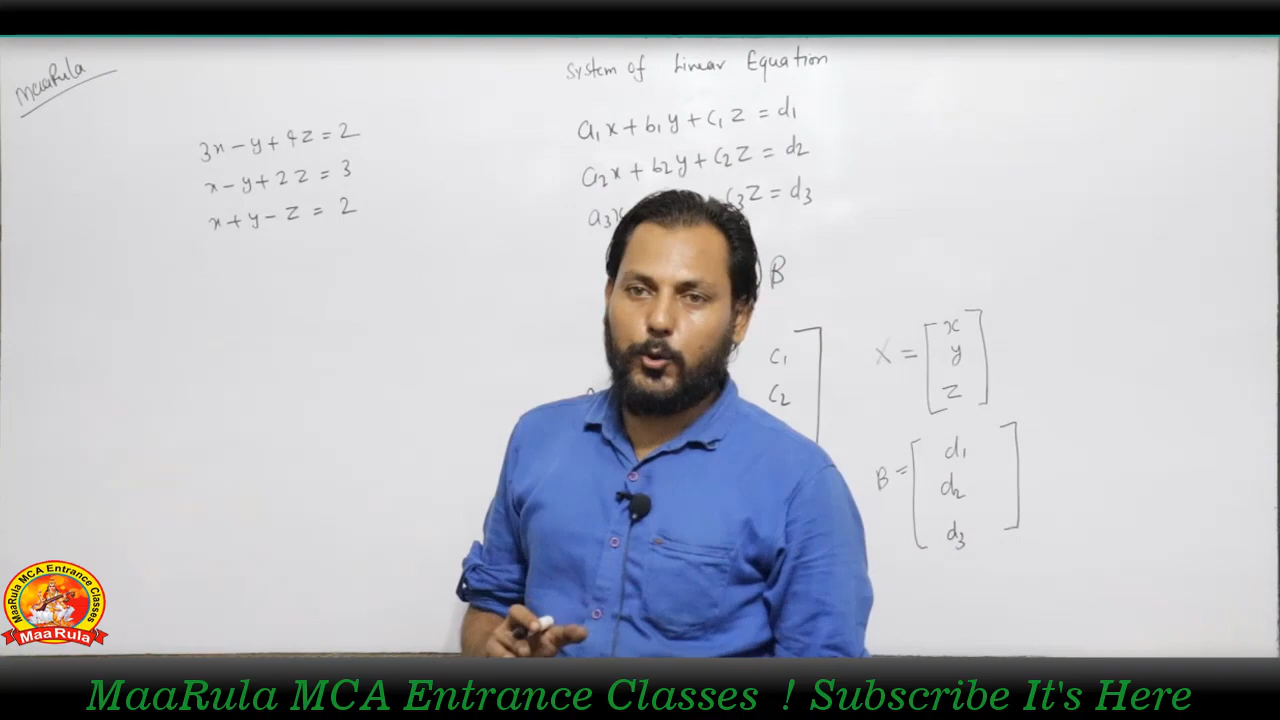 MaaRula
System of Linear Equation
3x - y + 4z = 2
x - y + 2z = 3
x + y - z = 2
a₁x + b₁y + c₁z = d₁
a₂x + b₂y + c₂z = d₂
a₃x c₃z = d₃
B
c₁
c₂
X = [x
y
z]
B = [d₁
d₂
d₃]
MaaRula MCA Entrance Classes
MaaRula
MaaRula MCA Entrance Classes ! Subscribe It's Here